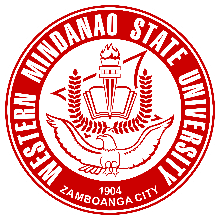 WESTERN MINDANAO STATE UNIVERSITY
1904
ZAMBOANGA CITY